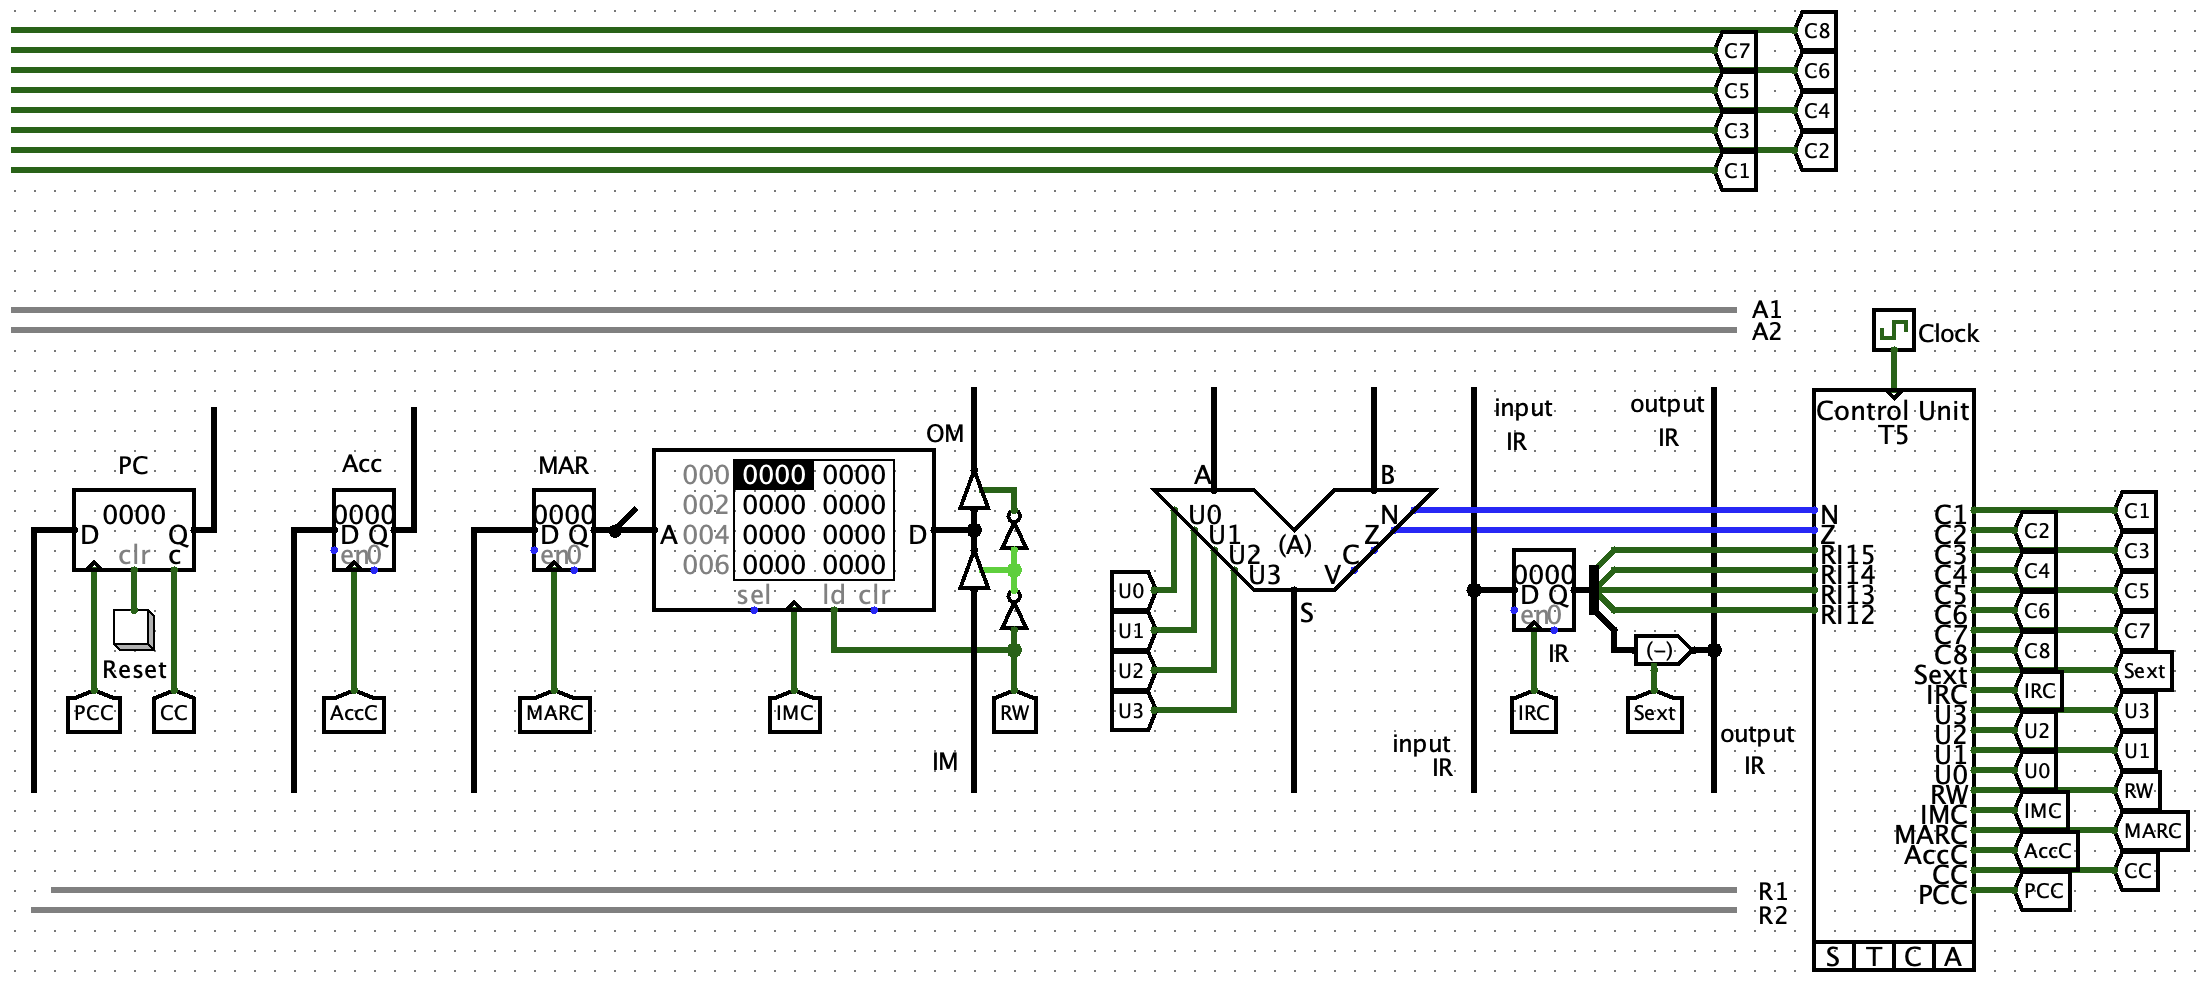 C8
C7
C6
C5
C4
C3
C2
C1
A1
A2
Clock
PC
0000
D Q
clr c
Reset
PCC
CC
Acc
0000
D Q
en0
AccC
MAR
0000
D Q
en0
MARC
A
000 0000 0000
002 0000 0000
004 0000 0000
006 0000 0000
D
sel ld clr
IMC
OM
IM
RW
A B
U0 N
U1 Z
U2 C
U3 V
(A)
S
U0
U1
U2
U3
input
IR
output
IR
0000
D Q
en0
IR
(-)
IRC
Sext
input
IR
output
IR
Control Unit
T5
N
Z
RI15
RI14
RI13
RI12
C1
C2
C3
C4
C5
C6
C7
C8
Sext
IRC
U3
U2
U1
U0
RW
IMC
MARC
AccC
CC
PCC
S T C A
C1
C2
C3
C4
C5
C6
C7
C8
Sext
IRC
U3
U2
U1
U0
RW
IMC
MARC
AccC
CC
PCC
R1
R2